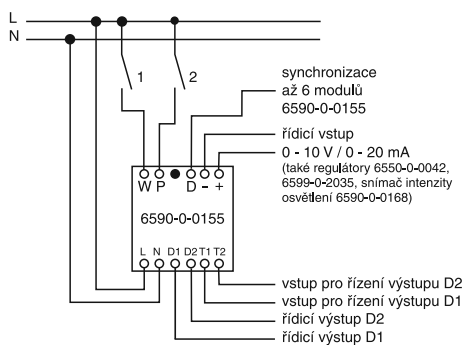 L
N
1
2
synchronizace
až 6 modulů
6590-0-0155
řídicí vstup
0 - 10 V / 0 - 20 mA
(také regulátory 6550-0-0042,
6599-0-2035, snímač intenzity
osvětlení 6590-0-0168)
W P D - +
6590-0-0155
L N D1 D2 T1 T2
vstup pro řízení výstupu D2
vstup pro řízení výstupu D1
řídicí výstup D2
řídicí výstup D1